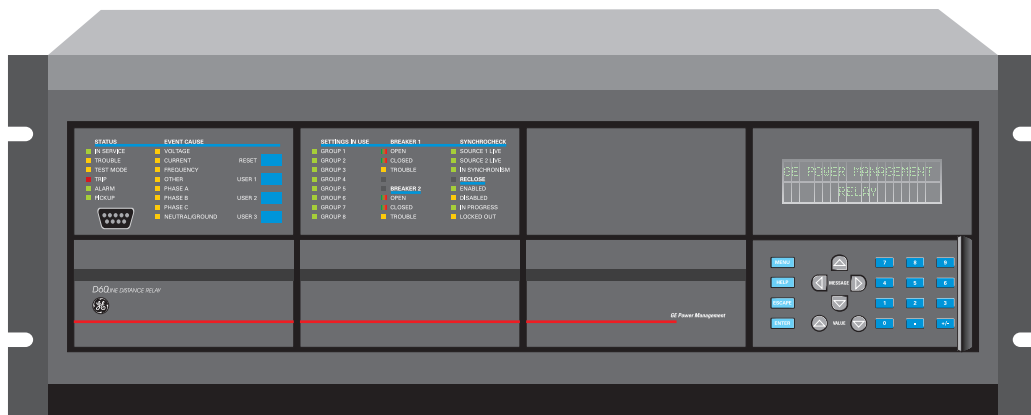 STATUS EVENT CAUSE
IN SERVICE VOLTAGE
TROUBLE CURRENT RESET
TEST MODE FREQUENCY
TRIP OTHER USER 1
ALARM PHASE A
PICKUP PHASE B USER 2
PHASE C
NEUTRAL/GROUND USER 3
SETTINGS IN USE BREAKER 1 SYNCHROCHECK
GROUP 1 OPEN SOURCE 1 LIVE
GROUP 2 CLOSED SOURCE 2 LIVE
GROUP 3 TROUBLE IN SYNCHRONISM
GROUP 4 RECLOSE
GROUP 5 BREAKER 2 ENABLED
GROUP 6 OPEN DISABLED
GROUP 7 CLOSED IN PROGRESS
GROUP 8 TROUBLE LOCKED OUT
GE POWER MANAGEMENT
RELAY
D60 LINE DISTANCE RELAY
GE
GE Power Management
MENU 7 8 9
HELP MESSAGE 4 5 6
ESCAPE 1 2 3
ENTER VALUE 0 . +/-